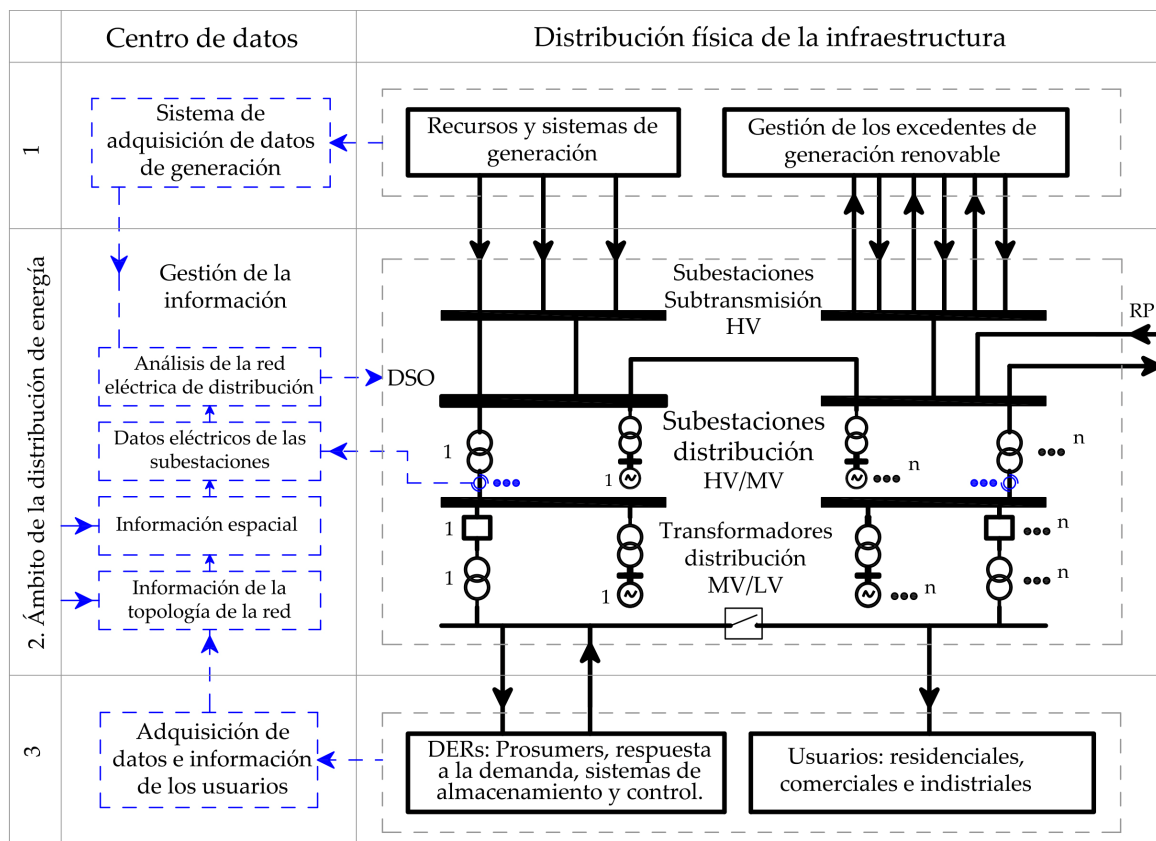 Centro de datos
Distribución física de la infraestructura
1
Sistema de
adquisición de datos
de generación
Recursos y sistemas de
generación
Gestión de los excedentes de
generación renovable
2. Ámbito de la distribución de energía
Gestión de la
información
Subestaciones
Subtransmisión
HV
RP
Análisis de la red
eléctrica de distribución
DSO
Datos eléctricos de las
subestaciones
Subestaciones
distribución
HV/MV
1
1
n
n
Información espacial
Transformadores
distribución
MV/LV
1
n
Información de la
topología de la red
1
1
n
n
3
Adquisición de
datos e información
de los usuarios
DERs: Prosumers, respuesta
a la demanda, sistemas de
almacenamiento y control.
Usuarios: residenciales,
comerciales e indistriales